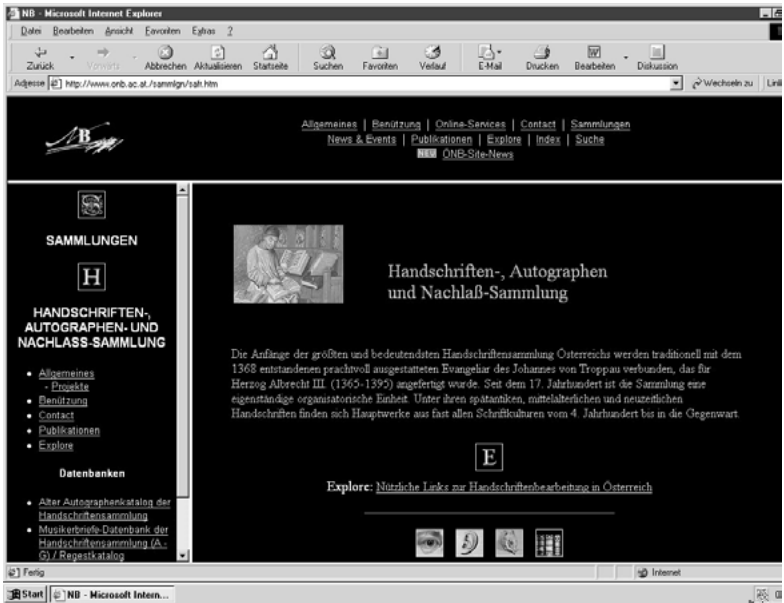 NB - Microsoft Internet Explorer
Datei Bearbeiten Ansicht Favoriten Extras ?
Zurück Vorwärts Abbrechen Aktualisieren Startseite Suchen Favoriten Verlauf E-Mail Drucken Bearbeiten Diskussion
Adresse http://www.onb.ac.at./sammlgn/safr.htm Wechseln zu
NB
Allgemeines | Benützung | Online-Services | Contact | Sammlungen
News & Events | Publikationen | Explore | Index | Suche
NEU ÖNB-Site-News
S
SAMMLUNGEN
H
HANDSCHRIFTEN-,
AUTOGRAPHEN- UND
NACHLASS-SAMMLUNG
Allgemeines
- Projekte
Benützung
Contact
Publikationen
Explore
Datenbanken
Alter Autographenkatalog der
Handschriftensammlung
Musikerbriefe-Datenbank der
Handschriftensammlung (A -
G) / Regestkatalog
Handschriften-, Autographen
und Nachlaß-Sammlung
Die Anfänge der größten und bedeutendsten Handschriftensammlung Österreichs werden traditionell mit dem
1368 entstandenen prachtvoll ausgestatteten Evangeliar des Johannes von Troppau verbunden, das für
Herzog Albrecht III. (1365-1395) angefertigt wurde. Seit dem 17. Jahrhundert ist die Sammlung eine
eigenständige organisatorische Einheit. Unter ihren spätantiken, mittelalterlichen und neuzeitlichen
Handschriften finden sich Hauptwerke aus fast allen Schriftkulturen vom 4. Jahrhundert bis in die Gegenwart.
E
Explore: Nützliche Links zur Handschriftenbearbeitung in Österreich
Fertig Internet
Start NB - Microsoft Intern...